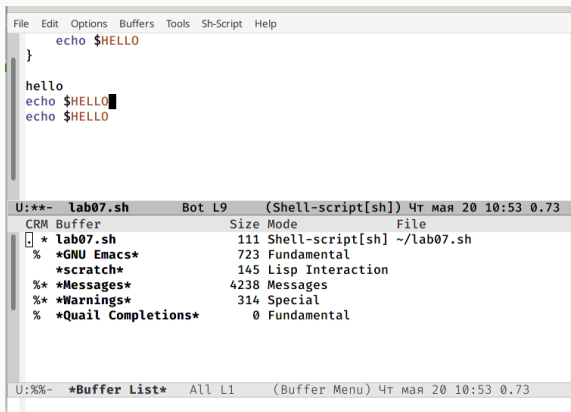 File Edit Options Buffers Tools Sh-Script Help
echo $HELLO
}
hello
echo $HELLO
echo $HELLO
U:**- lab07.sh Bot L9 (Shell-script[sh]) Чт мая 20 10:53 0.73
CRM Buffer Size Mode File
. * lab07.sh 111 Shell-script[sh] ~/lab07.sh
% *GNU Emacs* 723 Fundamental
*scratch* 145 Lisp Interaction
%* *Messages* 4238 Messages
%* *Warnings* 314 Special
% *Quail Completions* 0 Fundamental
U:%%- *Buffer List* All L1 (Buffer Menu) Чт мая 20 10:53 0.73